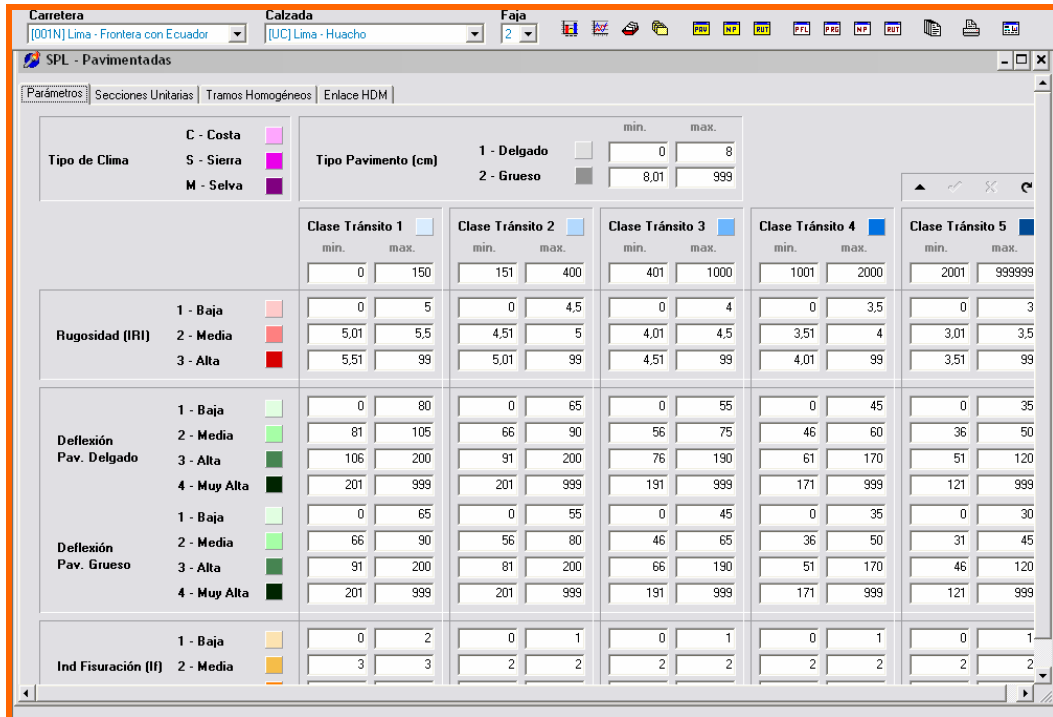 Carretera Calzada Faja
[001N] Lima - Frontera con Ecuador [UC] Lima - Huacho 2 PAV NP RUT PFL PRG NP RUT
SPL - Pavimentadas
Parámetros Secciones Unitarias Tramos Homogéneos Enlace HDM
min. max.
C - Costa
Tipo de Clima S - Sierra
M - Selva
Tipo Pavimento (cm) 1 - Delgado 0 8
2 - Grueso 8,01 999
Clase Tránsito 1 Clase Tránsito 2 Clase Tránsito 3 Clase Tránsito 4 Clase Tránsito 5
min. max. min. max. min. max. min. max. min. max.
0 150 151 400 401 1000 1001 2000 2001 999999
Rugosidad (IRI)
1 - Baja 0 5 0 4,5 0 4 0 3,5 0 3
2 - Media 5,01 5,5 4,51 5 4,01 4,5 3,51 4 3,01 3,5
3 - Alta 5,51 99 5,01 99 4,51 99 4,01 99 3,51 99
Deflexión
Pav. Delgado
1 - Baja 0 80 0 65 0 55 0 45 0 35
2 - Media 81 105 66 90 56 75 46 60 36 50
3 - Alta 106 200 91 200 76 190 61 170 51 120
4 - Muy Alta 201 999 201 999 191 999 171 999 121 999
Deflexión
Pav. Grueso
1 - Baja 0 65 0 55 0 45 0 35 0 30
2 - Media 66 90 56 80 46 65 36 50 31 45
3 - Alta 91 200 81 200 66 190 51 170 46 120
4 - Muy Alta 201 999 201 999 191 999 171 999 121 999
Ind Fisuración (If)
1 - Baja 0 2 0 1 0 1 0 1 0 1
2 - Media 3 3 2 2 2 2 2 2 2 2